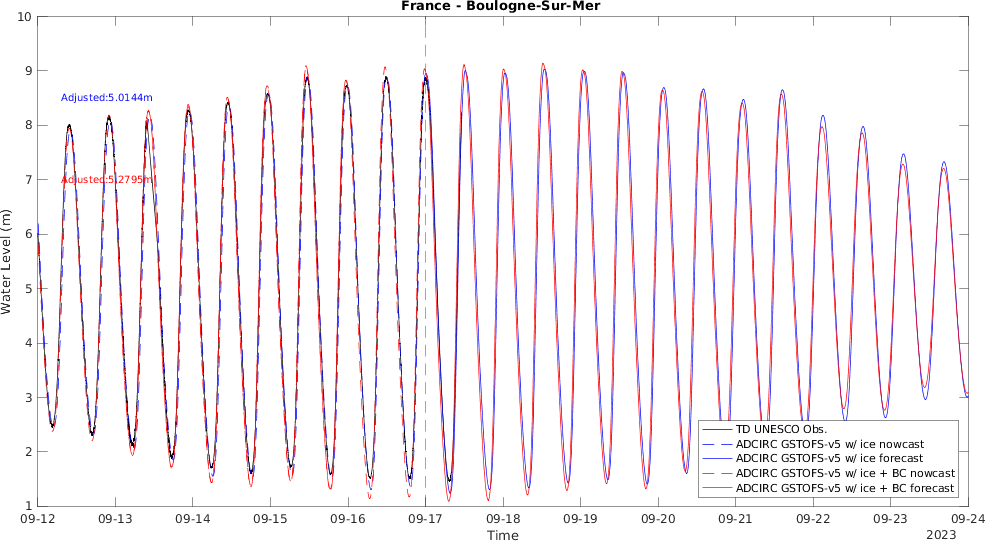 France - Boulogne-Sur-Mer
10
9
8
7
6
5
4
3
2
1
Water Level (m)
Adjusted:5.0144m
Adjusted:5.2795m
TD UNESCO Obs.
ADCIRC GSTOFS-v5 w/ ice nowcast
ADCIRC GSTOFS-v5 w/ ice forecast
ADCIRC GSTOFS-v5 w/ ice + BC nowcast
ADCIRC GSTOFS-v5 w/ ice + BC forecast
09-12 09-13 09-14 09-15 09-16 09-17 09-18 09-19 09-20 09-21 09-22 09-23 09-24
Time
2023